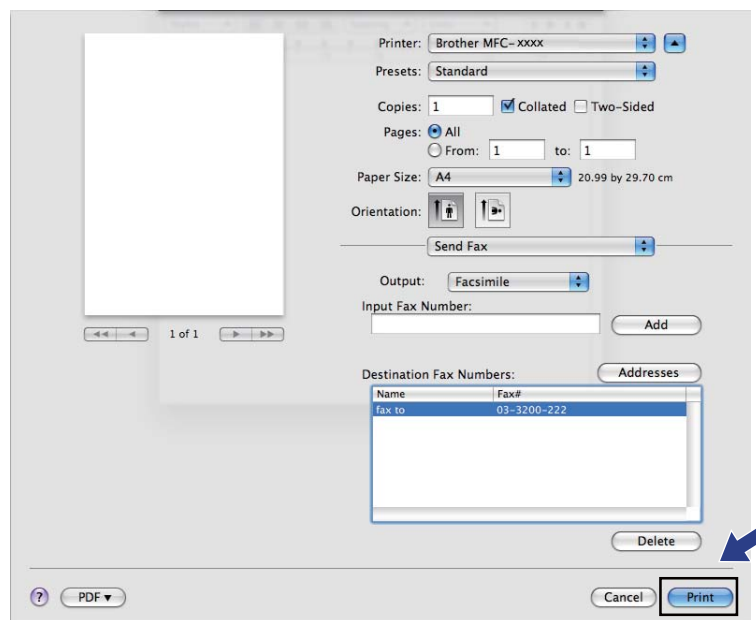 Printer: Brother MFC-xxxx
Presets: Standard
Copies: 1 Collated Two-Sided
Pages: All
From: 1 to: 1
Paper Size: A4 20.99 by 29.70 cm
Orientation:
Send Fax
Output: Facsimile
Input Fax Number:
Add
1 of 1
Destination Fax Numbers: Addresses
Name Fax#
fax to 03-3200-222
Delete
? PDF▼ Cancel Print